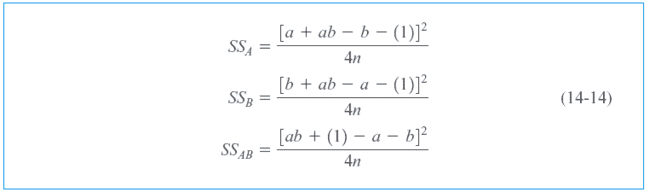 SS_A = [a + ab − b − (1)]² / 4n
SS_B = [b + ab − a − (1)]² / 4n (14-14)
SS_AB = [ab + (1) − a − b]² / 4n